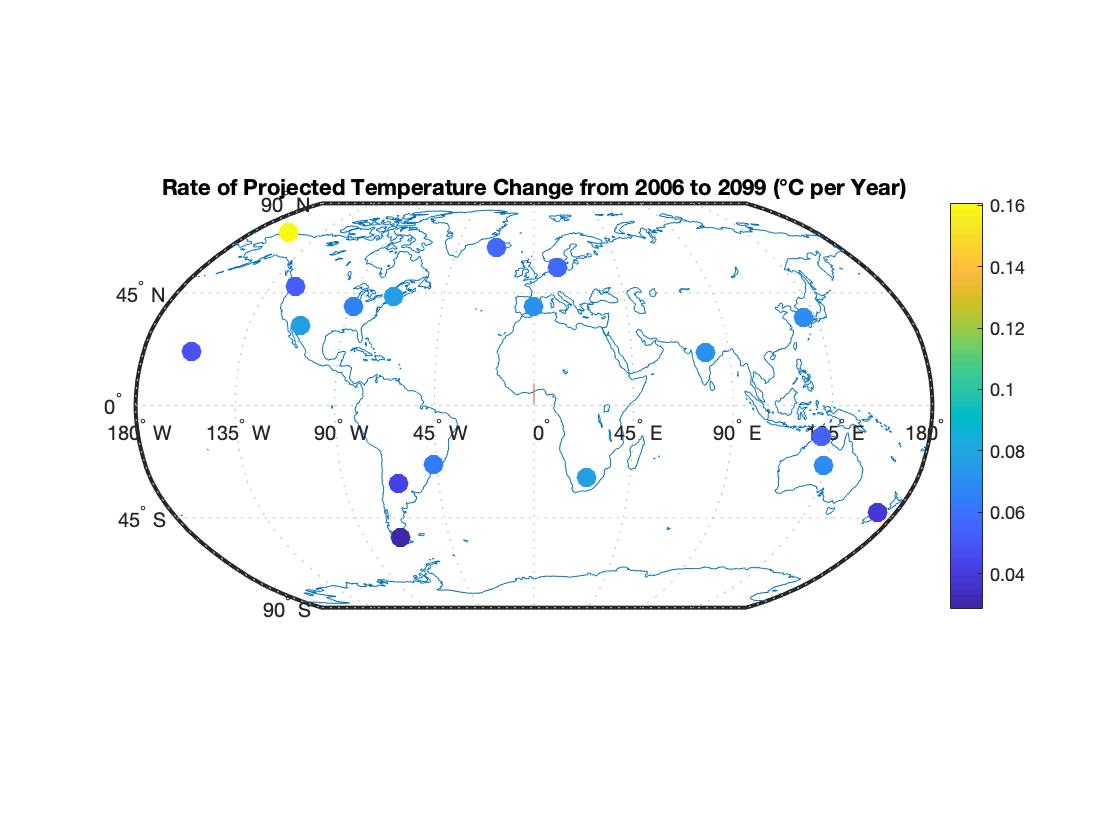 Rate of Projected Temperature Change from 2006 to 2099 (°C per Year)
90° N
45° N
0°
180° W 135° W 90° W 45° W 0° 45° E 90° E 135° E 180°
45° S
90° S
0.16
0.14
0.12
0.1
0.08
0.06
0.04